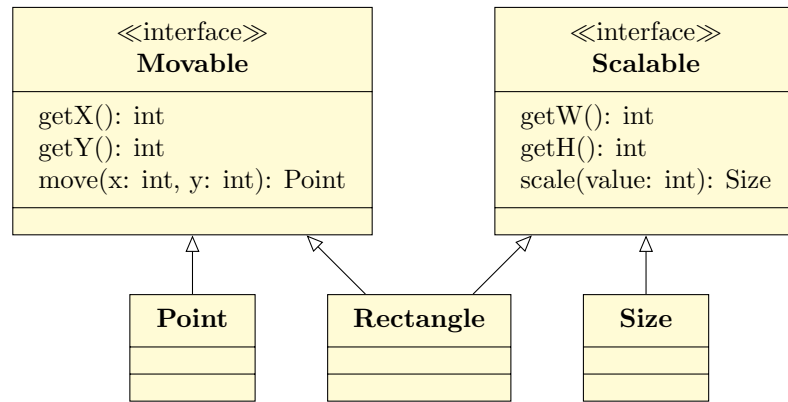 ≪interface≫
Movable
getX(): int
getY(): int
move(x: int, y: int): Point
≪interface≫
Scalable
getW(): int
getH(): int
scale(value: int): Size
Point
Rectangle
Size